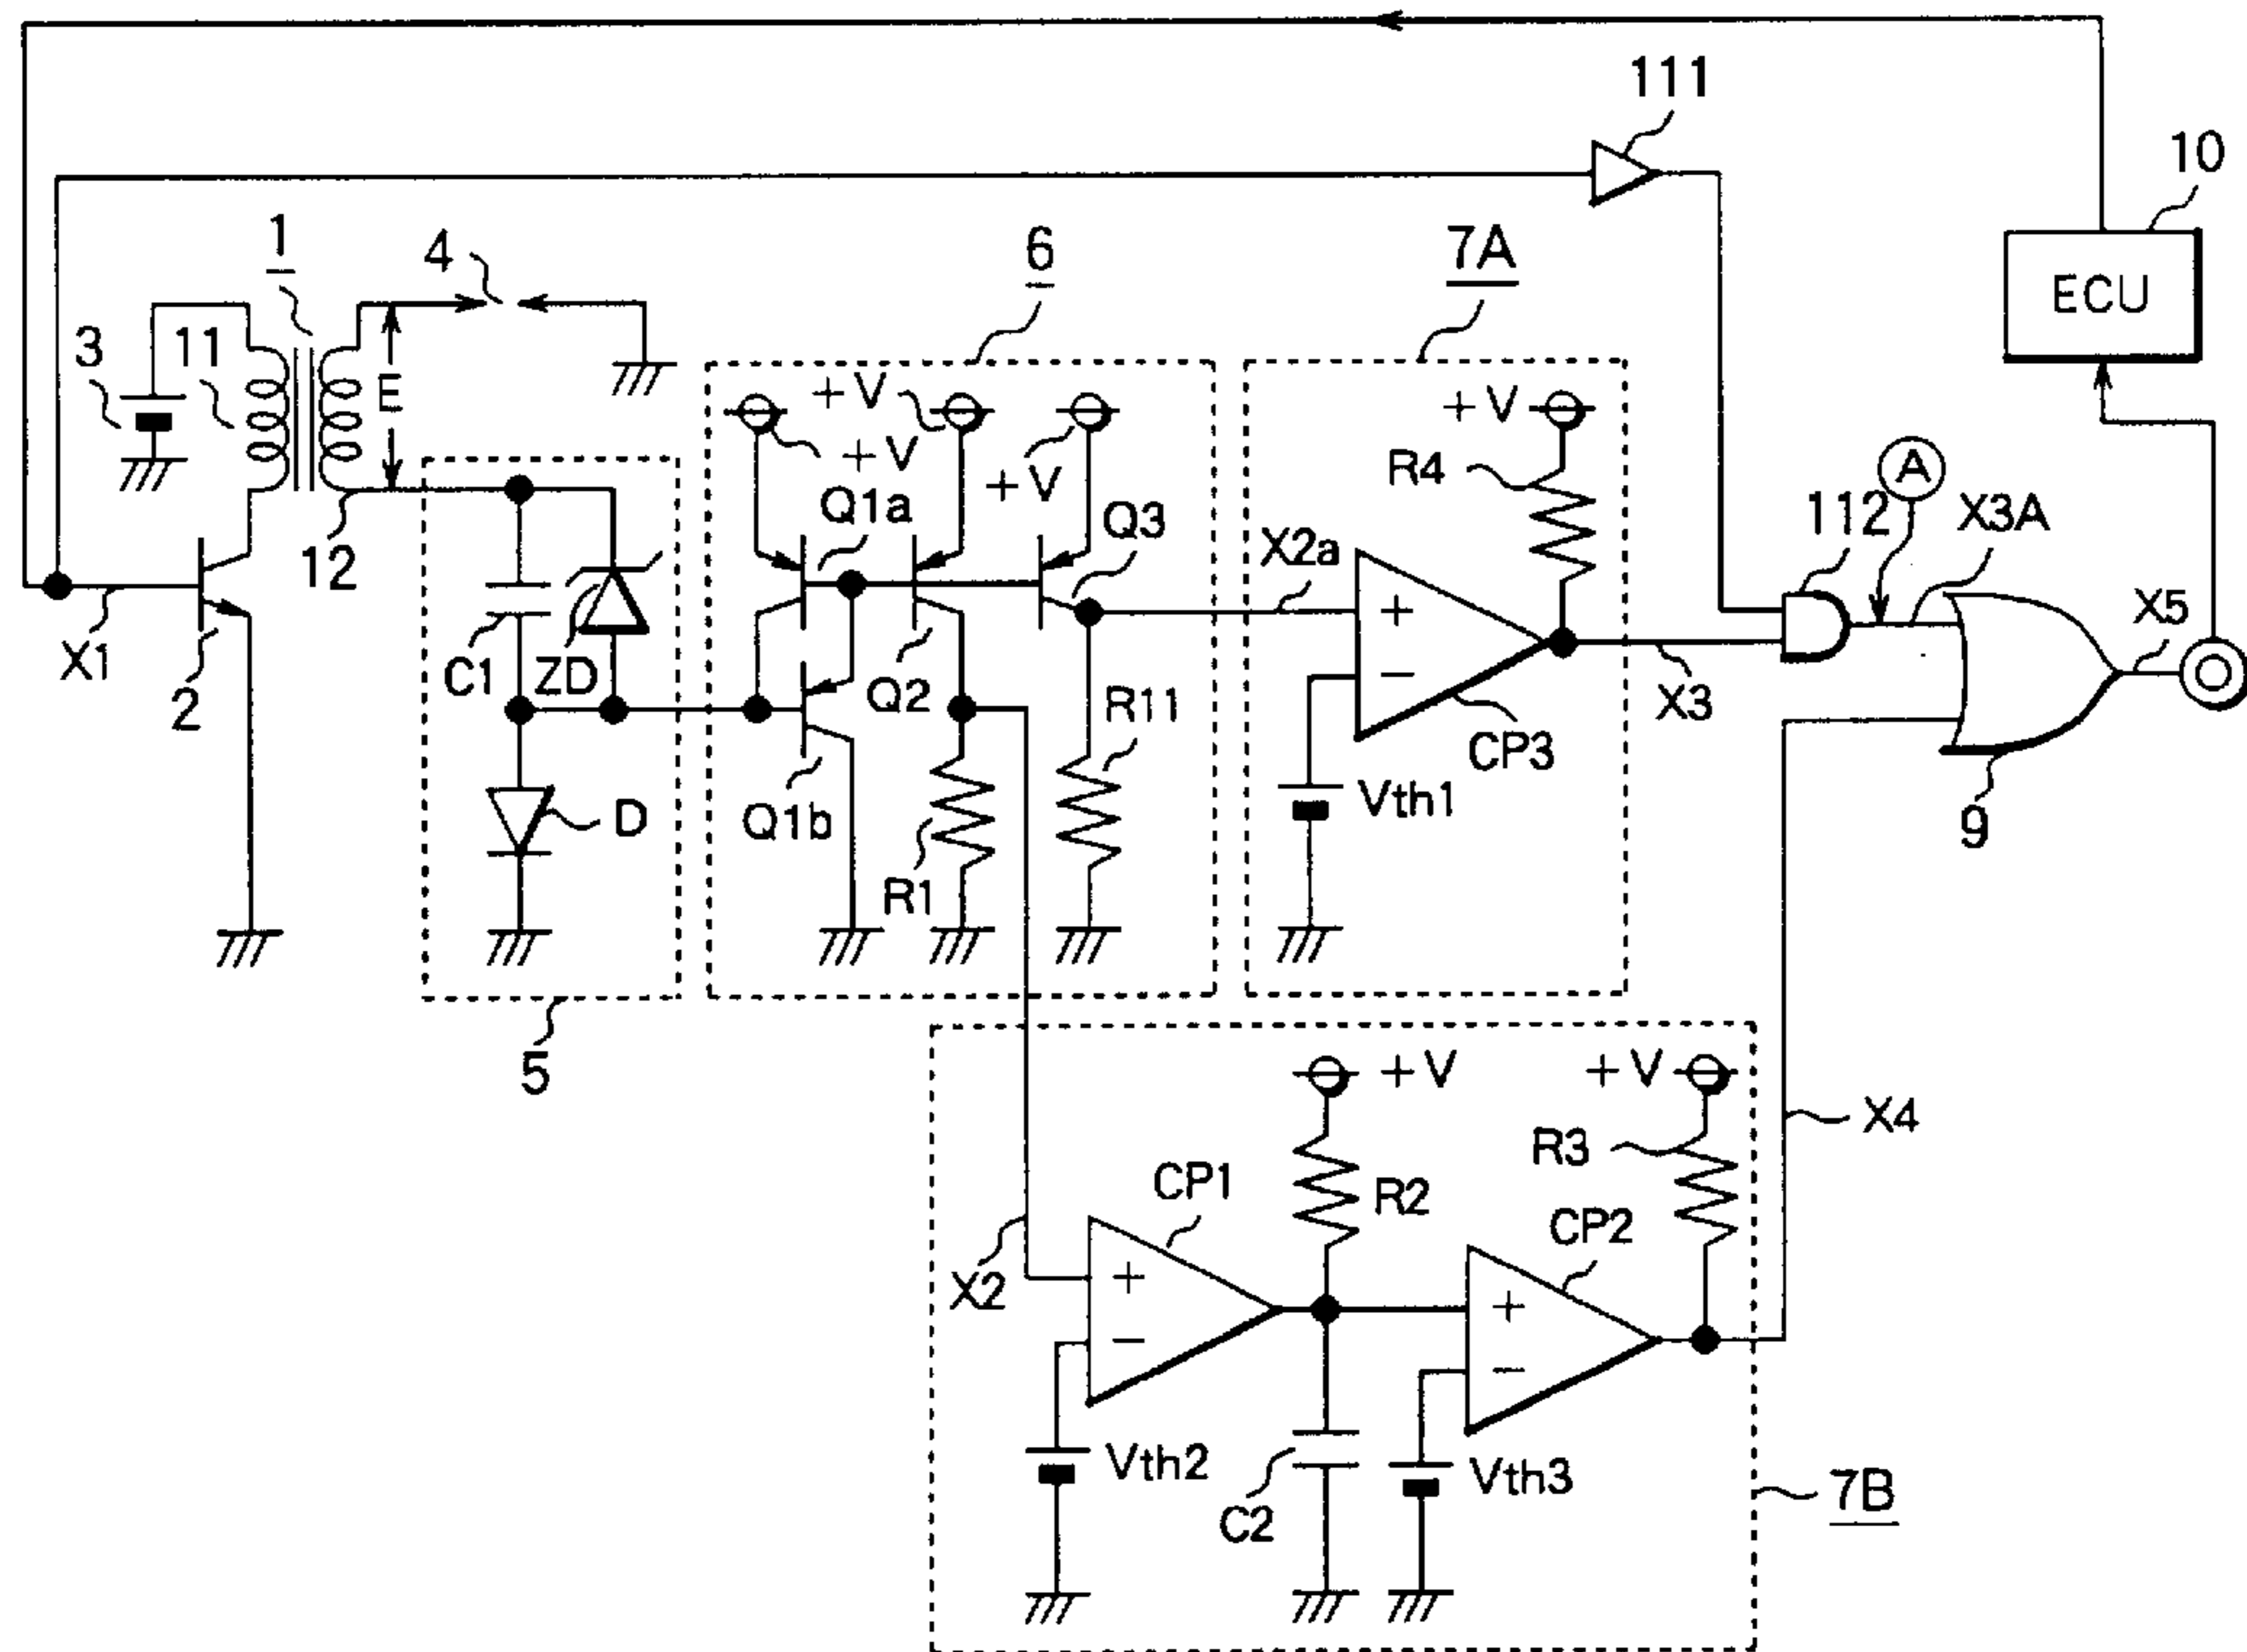 111
10
ECU
1
4
6
7A
3
11
E
+V
+V
+V
+V
R4
A
112
X3A
Q1a
Q3
X2a
X5
12
X1
2
C1
ZD
Q2
R11
+
−
CP3
X3
Q1b
D
R1
Vth1
9
5
+V
+V
X4
R3
CP1
R2
CP2
X2
+
−
+
−
Vth2
C2
Vth3
7B